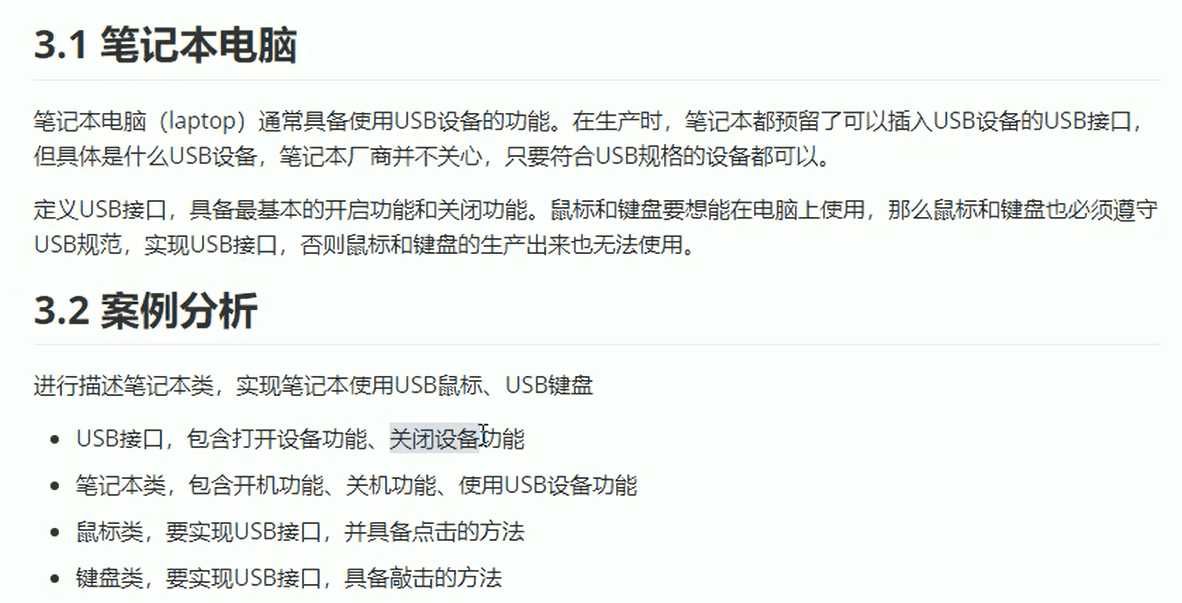 3.1 笔记本电脑
笔记本电脑（laptop）通常具备使用USB设备的功能。在生产时，笔记本都预留了可以插入USB设备的USB接口，
但具体是什么USB设备，笔记本厂商并不关心，只要符合USB规格的设备都可以。
定义USB接口，具备最基本的开启功能和关闭功能。鼠标和键盘要想能在电脑上使用，那么鼠标和键盘也必须遵守
USB规范，实现USB接口，否则鼠标和键盘的生产出来也无法使用。
3.2 案例分析
进行描述笔记本类，实现笔记本使用USB鼠标、USB键盘
• USB接口，包含打开设备功能、关闭设备功能
• 笔记本类，包含开机功能、关机功能、使用USB设备功能
• 鼠标类，要实现USB接口，并具备点击的方法
• 键盘类，要实现USB接口，具备敲击的方法